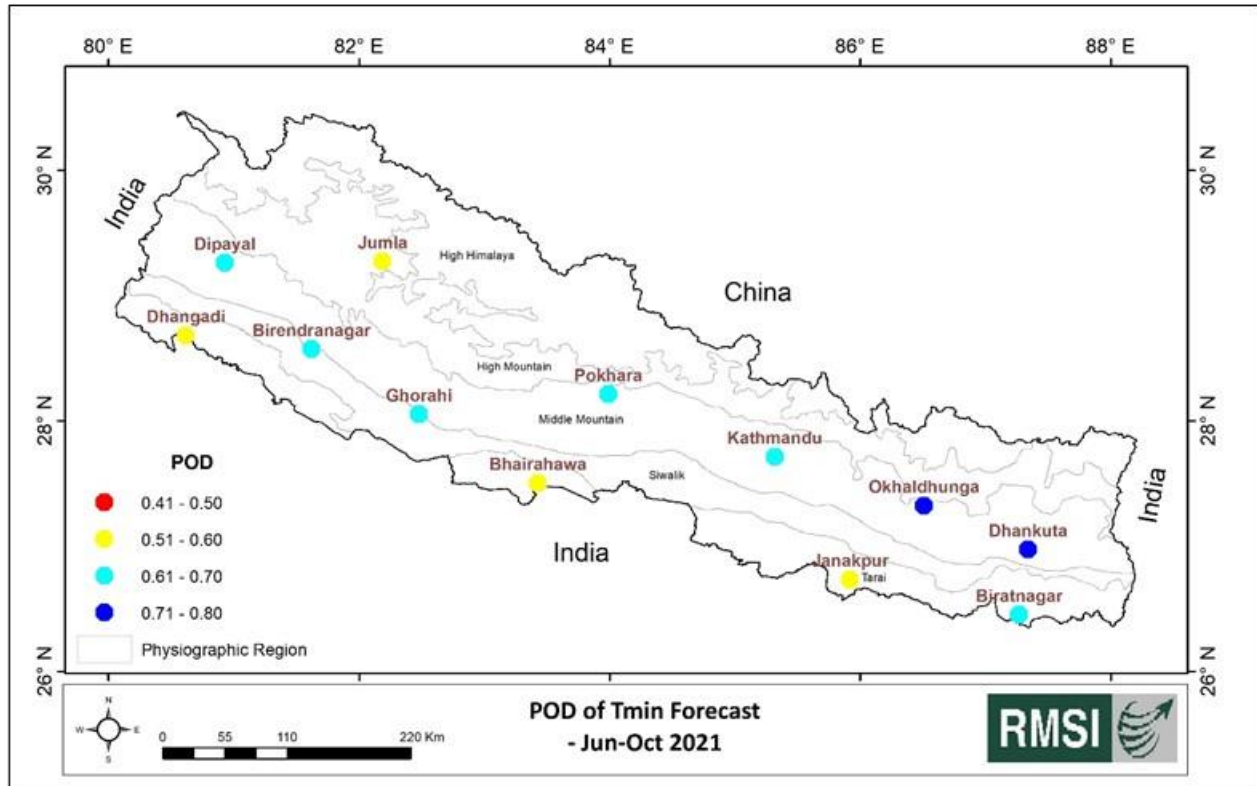 80° E 82° E 84° E 86° E 88° E
30° N
30° N
India
Dipayal
Jumla
High Himalaya
China
Dhangadi
Birendranagar
High Mountain
Pokhara
Ghorahi
Middle Mountain
28° N
28° N
Kathmandu
Bhairahawa
Siwalik
Okhaldhunga
India
Dhankuta
India
Janakpur
Tarai
Biratnagar
POD
0.41 - 0.50
0.51 - 0.60
0.61 - 0.70
0.71 - 0.80
Physiographic Region
26° N
26° N
N
W E
S
0 55 110 220 Km
POD of Tmin Forecast
- Jun-Oct 2021
RMSI